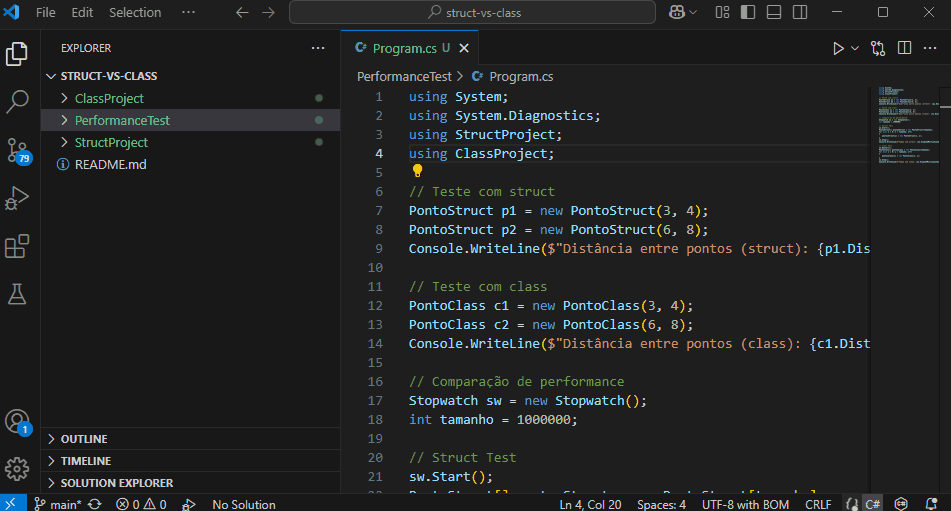 File Edit Selection ··· struct-vs-class
EXPLORER ···
STRUCT-VS-CLASS
ClassProject
PerformanceTest
StructProject
README.md
79
1
OUTLINE
TIMELINE
SOLUTION EXPLORER
Program.cs U
PerformanceTest > Program.cs
1 using System;
2 using System.Diagnostics;
3 using StructProject;
4 using ClassProject;
5
6 // Teste com struct
7 PontoStruct p1 = new PontoStruct(3, 4);
8 PontoStruct p2 = new PontoStruct(6, 8);
9 Console.WriteLine($"Distância entre pontos (struct): {p1.Dis
10
11 // Teste com class
12 PontoClass c1 = new PontoClass(3, 4);
13 PontoClass c2 = new PontoClass(6, 8);
14 Console.WriteLine($"Distância entre pontos (class): {c1.Dist
15
16 // Comparação de performance
17 Stopwatch sw = new Stopwatch();
18 int tamanho = 1000000;
19
20 // Struct Test
21 sw.Start();
main* 0 0 No Solution Ln 4, Col 20 Spaces: 4 UTF-8 with BOM CRLF C#